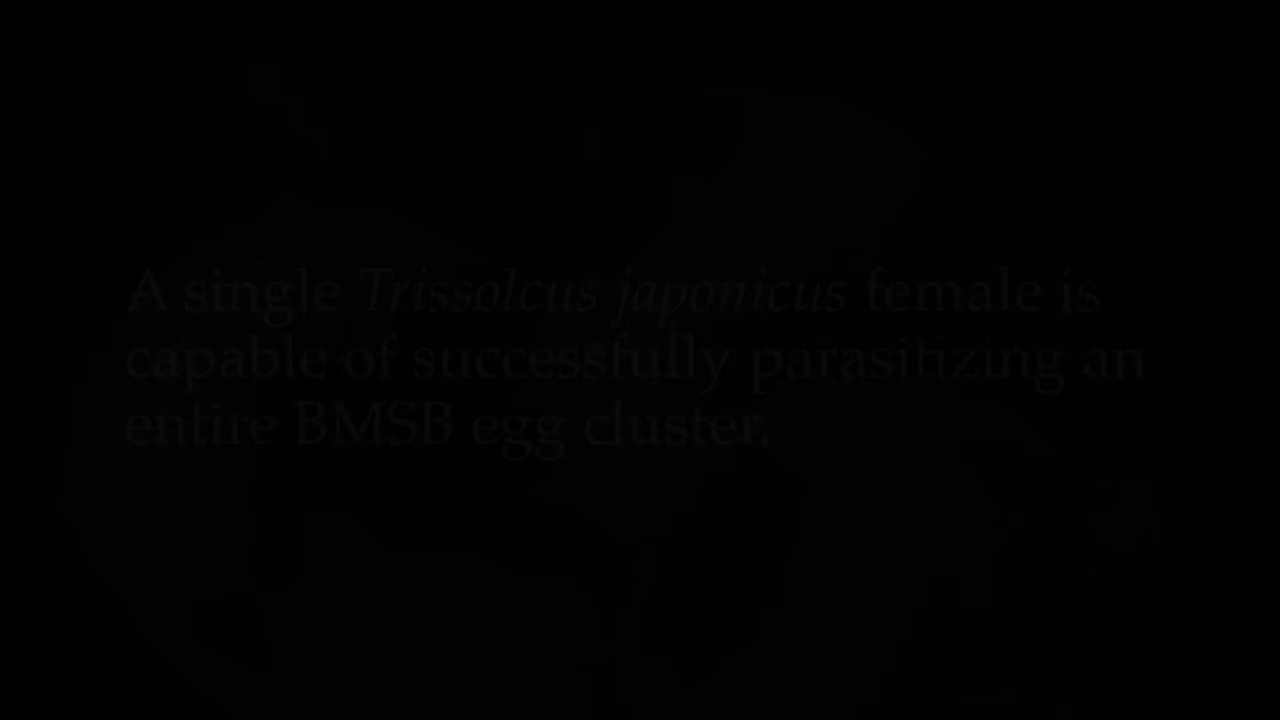 A single Trissolcus japonicus female is
capable of successfully parasitizing an
entire BMSB egg cluster.